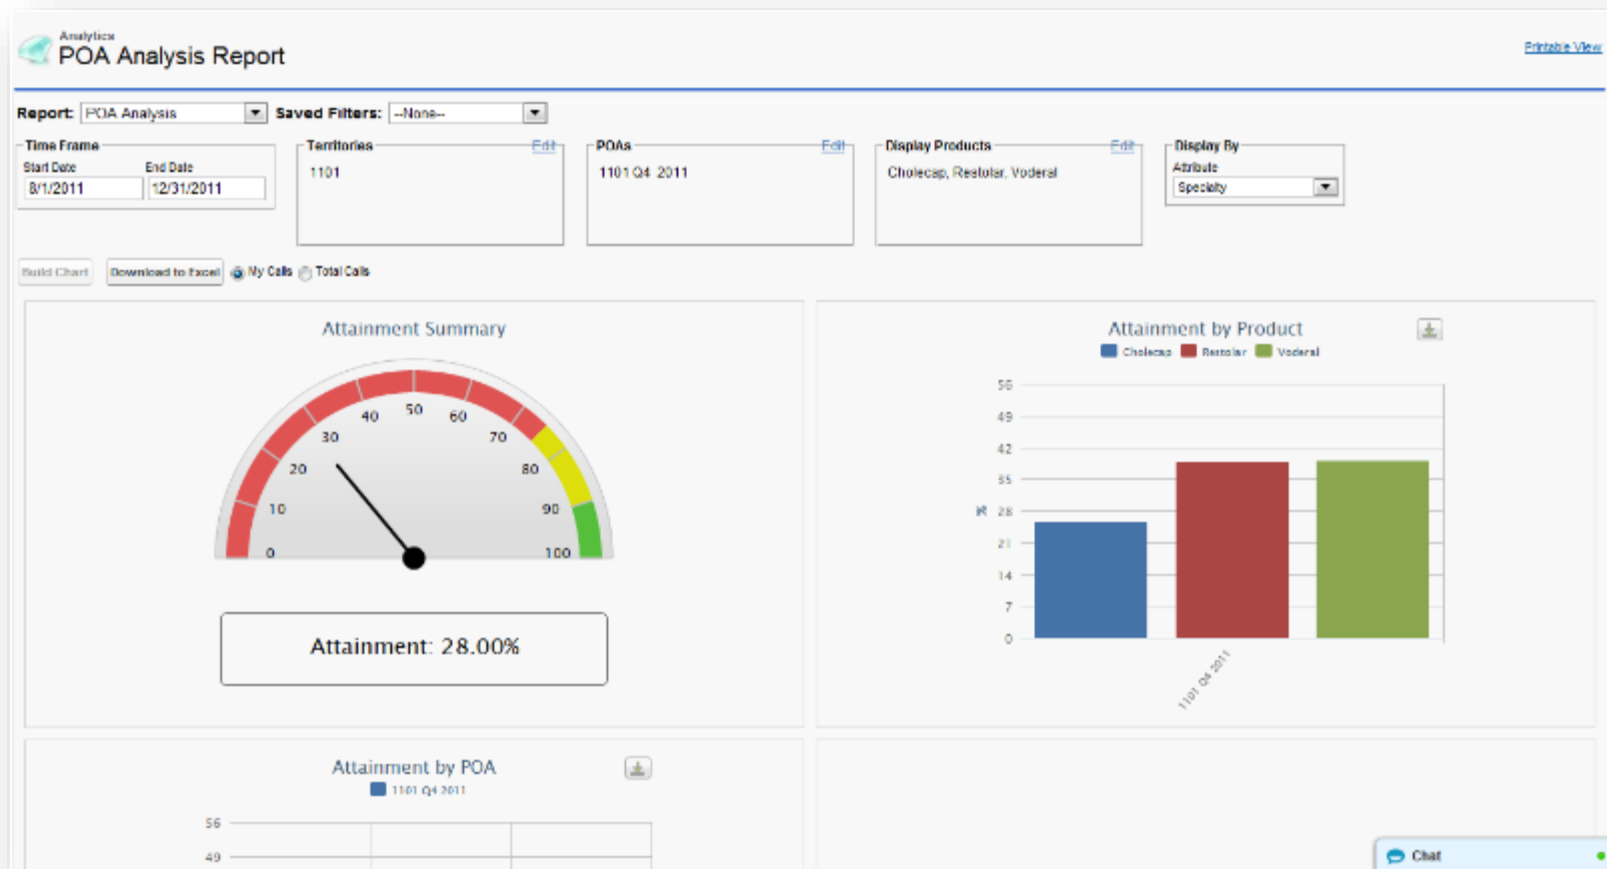 Analytics
POA Analysis Report
Printable View
Report: POA Analysis Saved Filters: --None--
Time Frame
Start Date End Date
8/1/2011 12/31/2011
Territories Edit
1101
POAs Edit
1101 Q4 2011
Display Products Edit
Cholecap, Restolar, Voderal
Display By
Attribute
Specialty
Build Chart Download to Excel My Calls Total Calls
Attainment Summary
0
10
20
30
40
50
60
70
80
90
100
Attainment: 28.00%
Attainment by Product
Cholecap Restolar Voderal
56
49
42
35
28
21
14
7
0
1101 Q4 2011
Attainment by POA
1101 Q4 2011
56
49
Chat